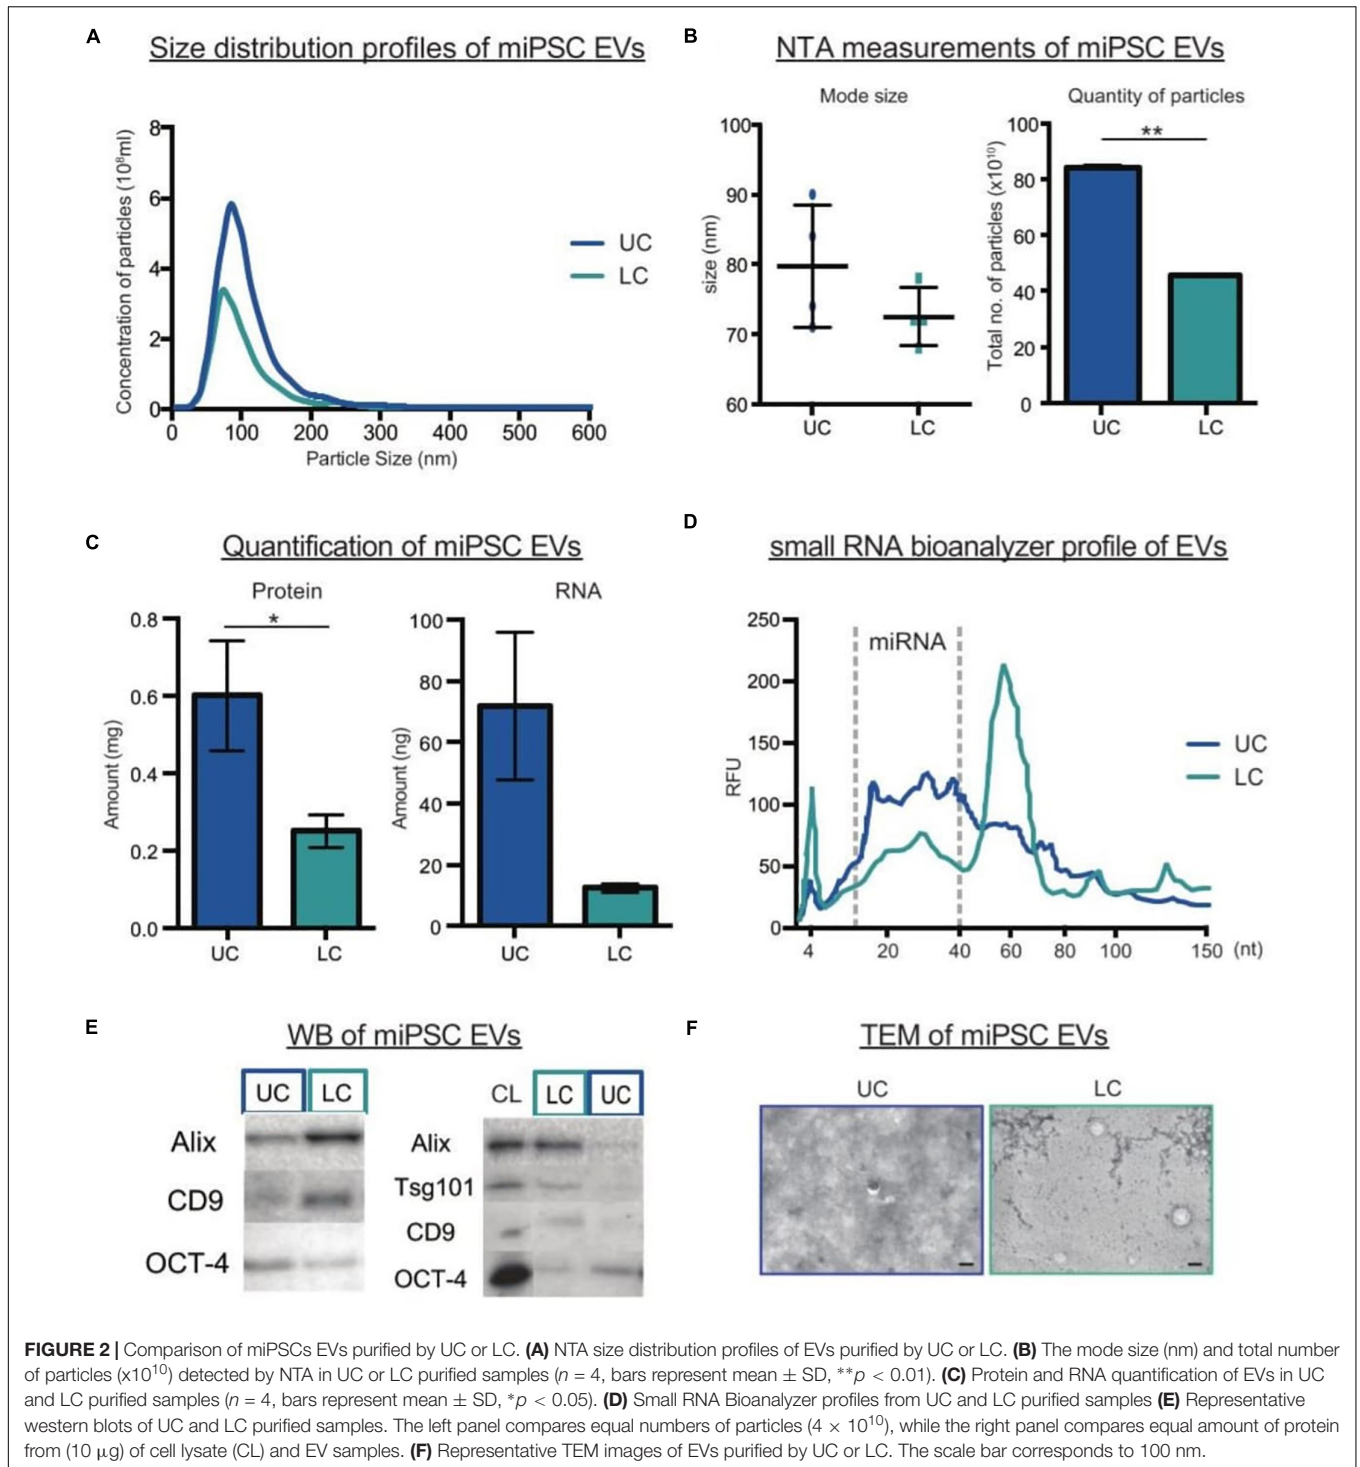 A
Size distribution profiles of miPSC EVs
Concentration of particles (10⁸ml)
8
6
4
2
0
0 100 200 300 400 500 600
Particle Size (nm)
UC
LC
B
NTA measurements of miPSC EVs
Mode size
size (nm)
100
90
80
70
60
UC LC
Quantity of particles
Total no. of particles (x10¹⁰)
100
80
60
40
20
0
**
UC LC
C
Quantification of miPSC EVs
Protein
Amount (mg)
0.8
0.6
0.4
0.2
0.0
*
UC LC
RNA
Amount (ng)
100
80
60
40
20
0
UC LC
D
small RNA bioanalyzer profile of EVs
RFU
250
200
150
100
50
0
miRNA
4 20 40 60 80 100 150 (nt)
UC
LC
E
WB of miPSC EVs
UC LC
Alix
CD9
OCT-4
CL LC UC
Alix
Tsg101
CD9
OCT-4
F
TEM of miPSC EVs
UC LC
FIGURE 2 | Comparison of miPSCs EVs purified by UC or LC. (A) NTA size distribution profiles of EVs purified by UC or LC. (B) The mode size (nm) and total number
of particles (x10¹⁰) detected by NTA in UC or LC purified samples (n = 4, bars represent mean ± SD, **p < 0.01). (C) Protein and RNA quantification of EVs in UC
and LC purified samples (n = 4, bars represent mean ± SD, *p < 0.05). (D) Small RNA Bioanalyzer profiles from UC and LC purified samples (E) Representative
western blots of UC and LC purified samples. The left panel compares equal numbers of particles (4 × 10¹⁰), while the right panel compares equal amount of protein
from (10 μg) of cell lysate (CL) and EV samples. (F) Representative TEM images of EVs purified by UC or LC. The scale bar corresponds to 100 nm.